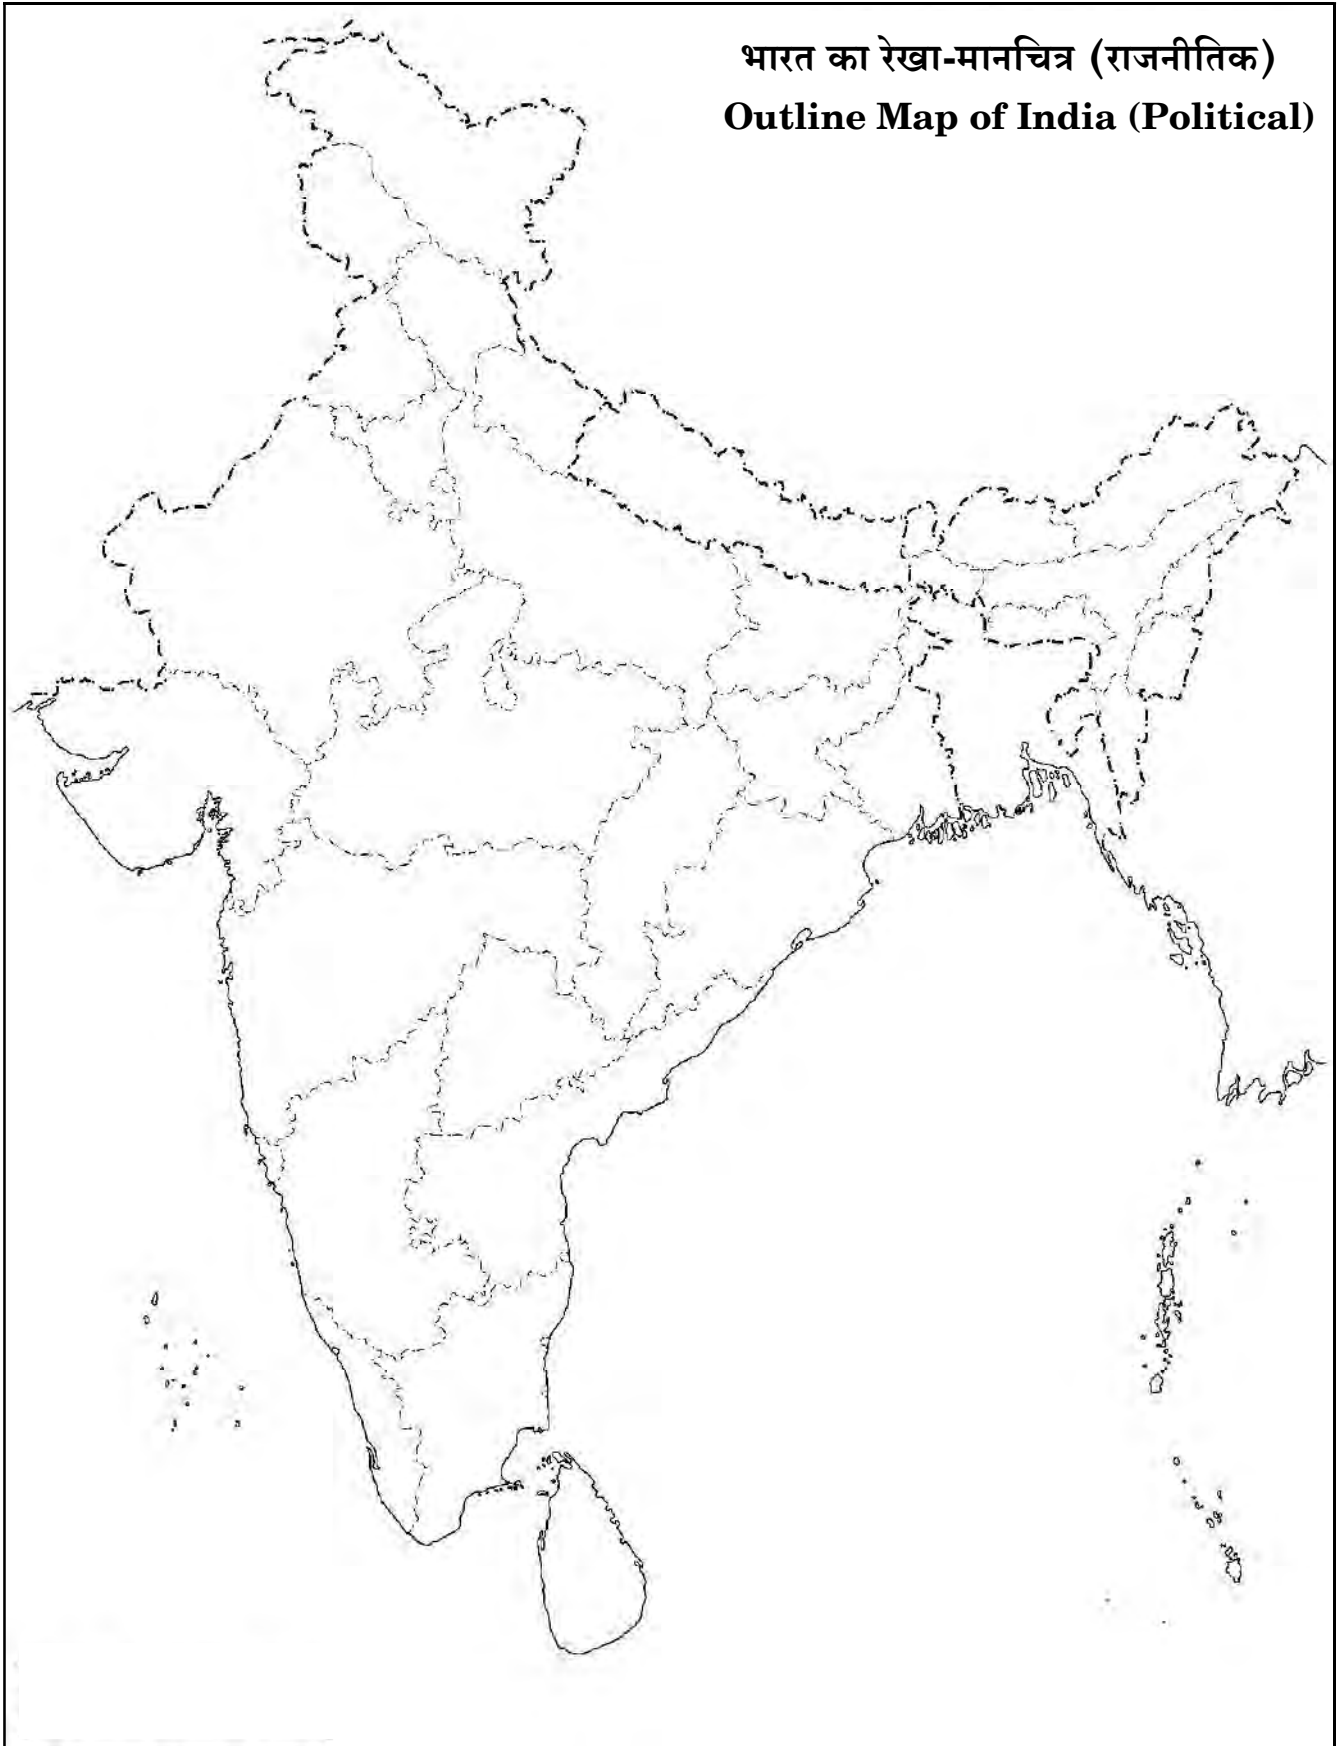 भारत का रेखा-मानचित्र (राजनीतिक)
Outline Map of India (Political)